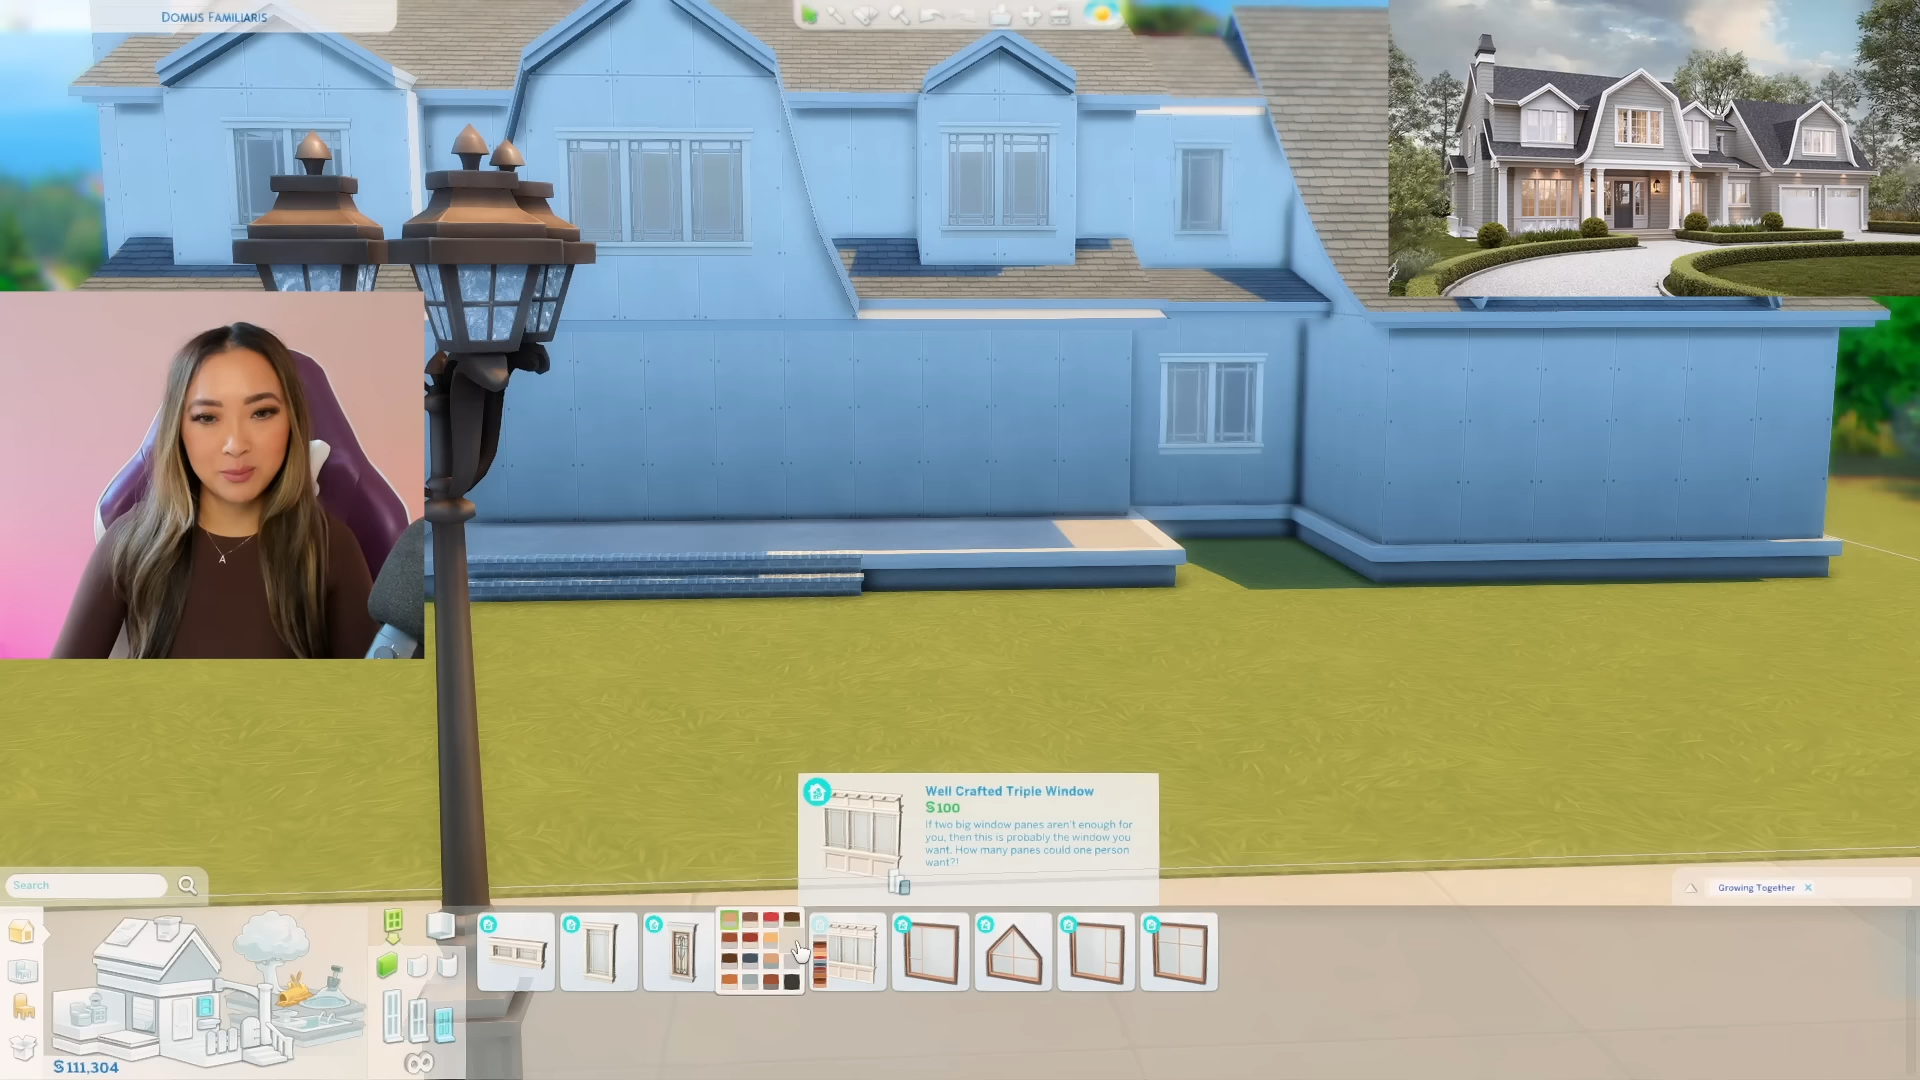 DOMUS FAMILIARIS
A
Well Crafted Triple Window
§100
If two big window panes aren't enough for
you, then this is probably the window you
want. How many panes could one person
want?!
Search
Growing Together
§111,304